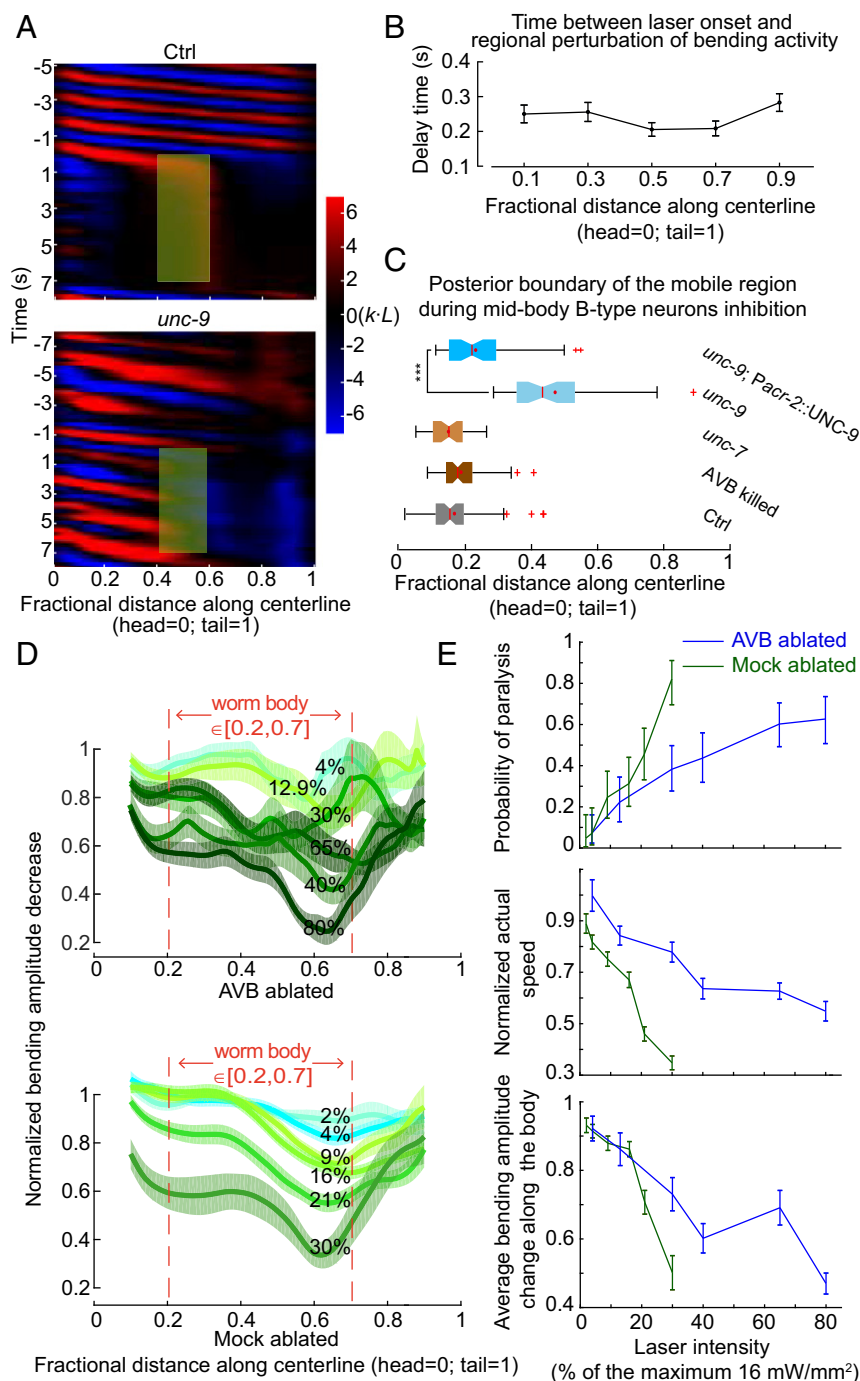 A
Ctrl
-5
-3
-1
1
3
5
7
unc-9
-7
-5
-3
-1
1
3
5
7
Time (s)
0 0.2 0.4 0.6 0.8 1
Fractional distance along centerline
(head=0; tail=1)
6
4
2
0(k·L)
-2
-4
-6
B
Time between laser onset and
regional perturbation of bending activity
Delay time (s)
0.4
0.3
0.2
0.1
0.1 0.3 0.5 0.7 0.9
Fractional distance along centerline
(head=0; tail=1)
C
Posterior boundary of the mobile region
during mid-body B-type neurons inhibition
***
unc-9; Pacr-2::UNC-9
unc-9
unc-7
AVB killed
Ctrl
0 0.2 0.4 0.6 0.8 1
Fractional distance along centerline
(head=0; tail=1)
D
Normalized bending amplitude decrease
worm body
∈[0.2,0.7]
1
0.8
0.6
0.4
0.2
4%
12.9%
30%
65%
40%
80%
0 0.2 0.4 0.6 0.8 1
AVB ablated
worm body
∈[0.2,0.7]
1
0.8
0.6
0.4
0.2
2%
4%
9%
16%
21%
30%
0 0.2 0.4 0.6 0.8 1
Mock ablated
Fractional distance along centerline (head=0; tail=1)
E
AVB ablated
Mock ablated
Probability of paralysis
1
0.8
0.6
0.4
0.2
0
Normalized actual
speed
0.9
0.7
0.5
0.3
Average bending amplitude
change along the body
1
0.8
0.6
0.4
0 20 40 60 80
Laser intensity
(% of the maximum 16 mW/mm²)